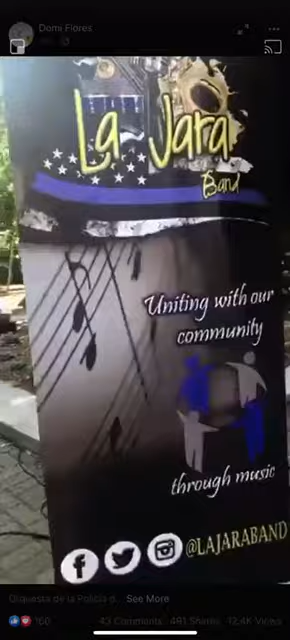 Domi Flores
La Jara
Band
Uniting with our
community
through music
@LAJARABAND
Orquesta de la Policía d... See More
160
43 Comments 491 Shares 12.4K Views